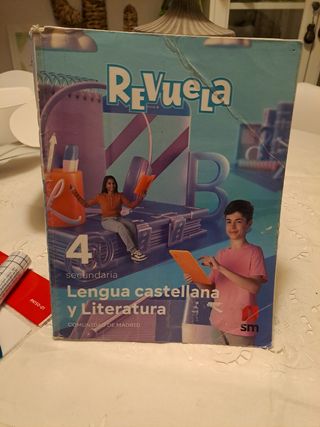 REVUELA
B
4
secundaria
Lengua castellana
y Literatura
COMUNIDAD DE MADRID
sm